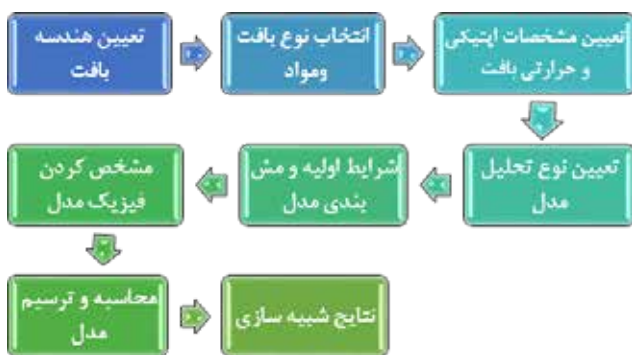 تعیین هندسه
بافت
انتخاب نوع بافت
ومواد
تعیین مشخصات اپتیکی
و حرارتی بافت
تعیین نوع تحلیل
مدل
شرایط اولیه و مش
بندی مدل
مشخص کردن
فیزیک مدل
محاسبه و ترسیم
مدل
نتایج شبیه سازی